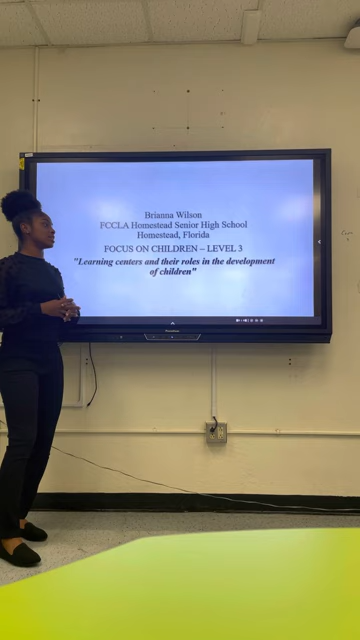 Brianna Wilson
FCCLA Homestead Senior High School
Homestead, Florida
FOCUS ON CHILDREN – LEVEL 3
"Learning centers and their roles in the development
of children"